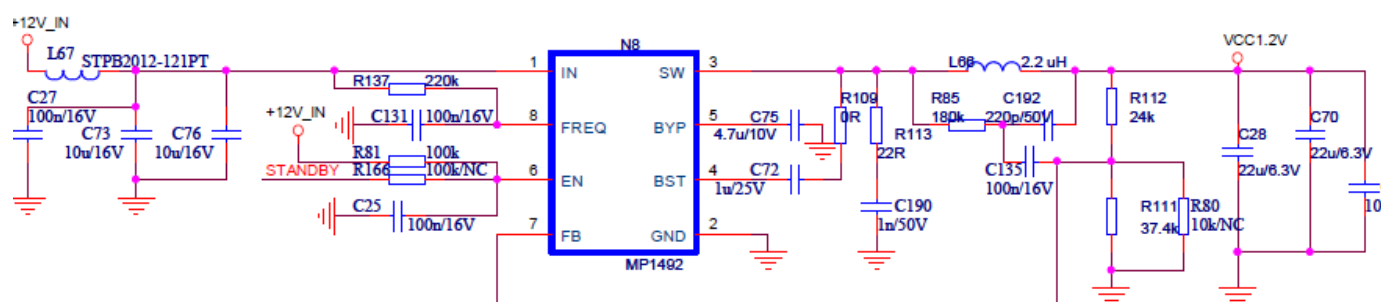 +12V_IN
L67
STPB2012-121PT
C27
100n/16V
C73
10u/16V
C76
10u/16V
R137
220k
C131
100n/16V
+12V_IN
R81
100k
STANDBY
R166
100k/NC
C25
100n/16V
N8
1
IN
8
FREQ
6
EN
7
FB
SW
3
BYP
5
BST
4
GND
2
MP1492
C75
4.7u/10V
C72
1u/25V
R109
0R
R113
22R
C190
1n/50V
2.2 uH
R85
180k
C192
220p/50V
C135
100n/16V
R112
24k
R111
37.4k
R80
10k/NC
VCC1.2V
C28
22u/6.3V
C70
22u/6.3V
10